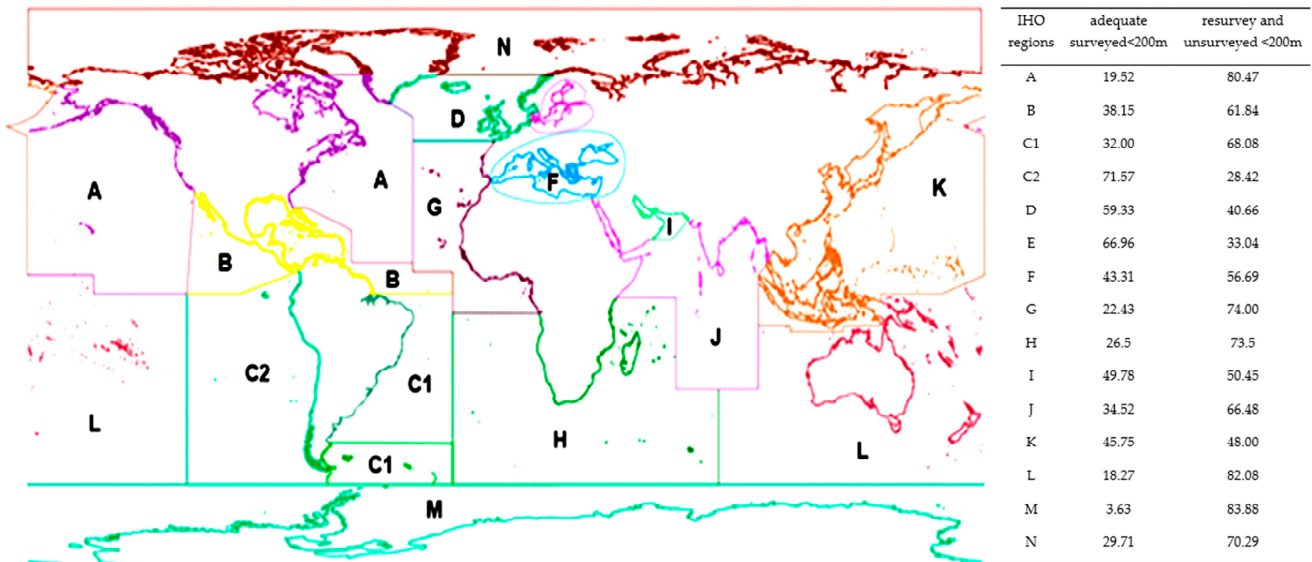 N
D
A
A
F
G
K
I
B
B
J
C2
C1
L
H
L
C1
M
IHO regions adequate surveyed<200m resurvey and unsurveyed <200m
A 19.52 80.47
B 38.15 61.84
C1 32.00 68.08
C2 71.57 28.42
D 59.33 40.66
E 66.96 33.04
F 43.31 56.69
G 22.43 74.00
H 26.5 73.5
I 49.78 50.45
J 34.52 66.48
K 45.75 48.00
L 18.27 82.08
M 3.63 83.88
N 29.71 70.29